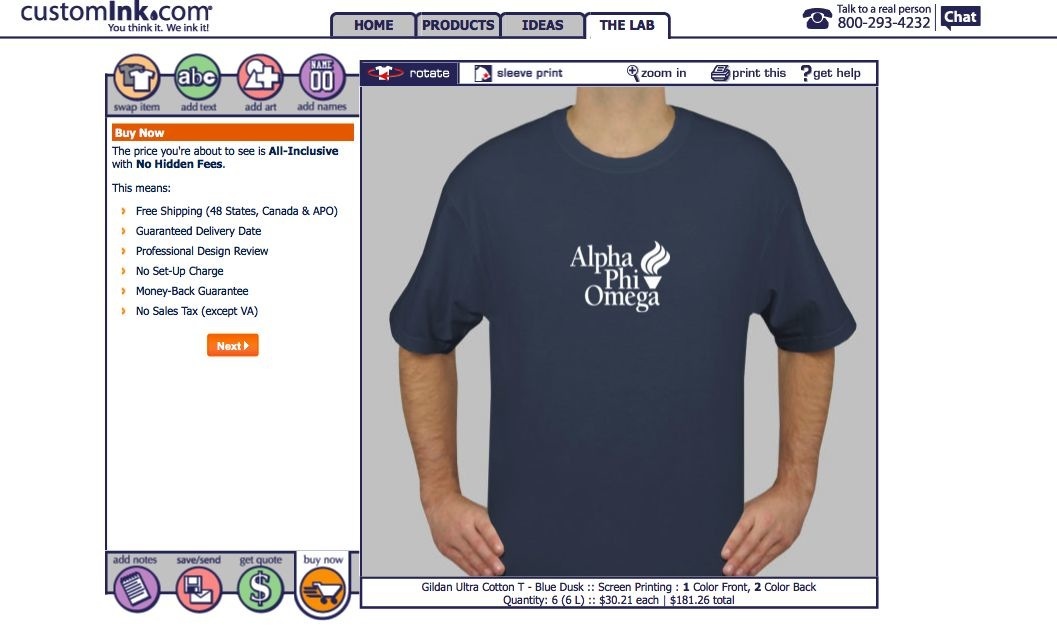 customInk.com
You think it. We ink it!
HOME
PRODUCTS
IDEAS
THE LAB
Talk to a real person
800-293-4232
Chat
swap item
abc
add text
2+
add art
NAME
00
add names
rotate
sleeve print
zoom in
print this
? get help
Buy Now
The price you're about to see is All-Inclusive
with No Hidden Fees.
This means:
Free Shipping (48 States, Canada & APO)
Guaranteed Delivery Date
Professional Design Review
No Set-Up Charge
Money-Back Guarantee
No Sales Tax (except VA)
Next
Alpha
Phi
Omega
add notes
save/send
get quote
$
buy now
Gildan Ultra Cotton T - Blue Dusk :: Screen Printing : 1 Color Front, 2 Color Back
Quantity: 6 (6 L) :: $30.21 each | $181.26 total